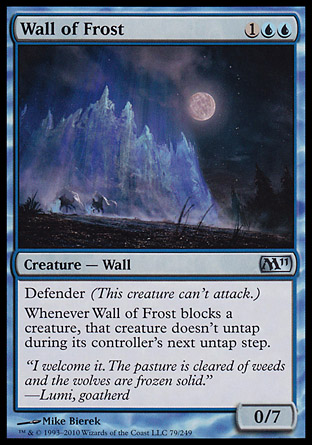 Wall of Frost 1
Creature — Wall M11
Defender (This creature can't attack.)
Whenever Wall of Frost blocks a
creature, that creature doesn't untap
during its controller's next untap step.
"I welcome it. The pasture is cleared of weeds
and the wolves are frozen solid."
—Lumi, goatherd
Mike Bierek
™ & © 1993–2010 Wizards of the Coast LLC 79/249
0/7